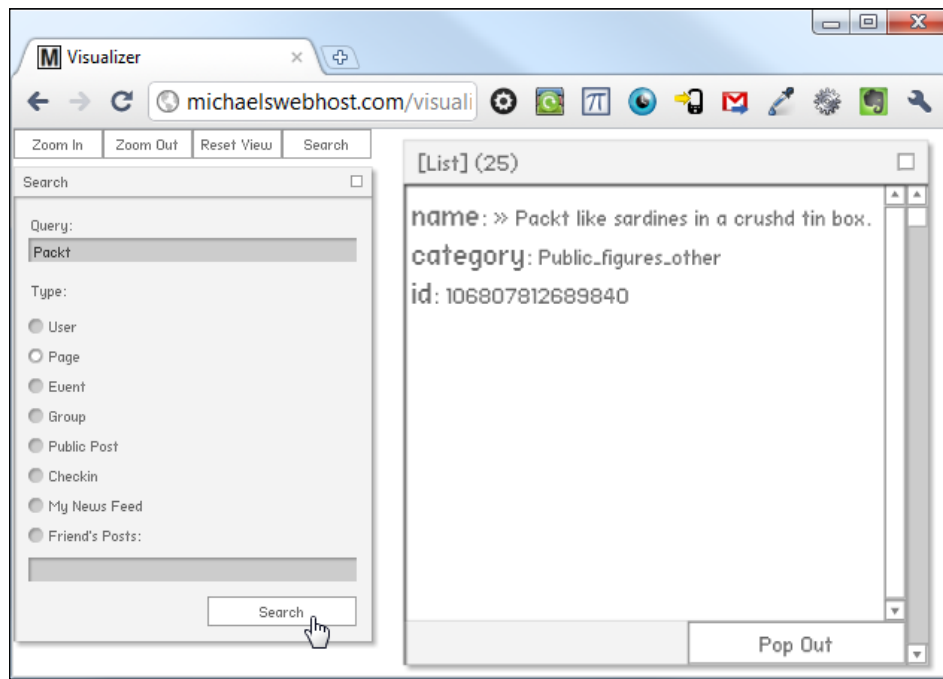 M Visualizer
michaelswebhost.com/visuali
Zoom In Zoom Out Reset View Search
Search
Query:
Packt
Type:
User
Page
Event
Group
Public Post
Checkin
My News Feed
Friend's Posts:
Search
[List] (25)
name: » Packt like sardines in a crushd tin box.
category: Public_figures_other
id: 106807812689840
Pop Out